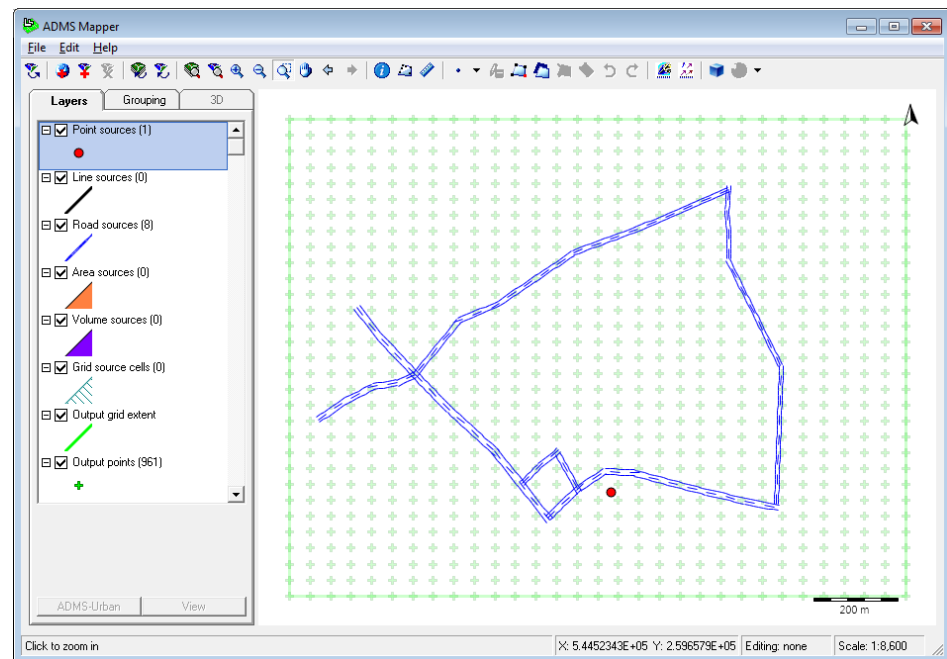 ADMS Mapper
File Edit Help
Layers Grouping 3D
Point sources (1)
Line sources (0)
Road sources (8)
Area sources (0)
Volume sources (0)
Grid source cells (0)
Output grid extent
Output points (961)
200 m
ADMS-Urban View
Click to zoom in X: 5.4452343E+05 Y: 2.596579E+05 Editing: none Scale: 1:8,600